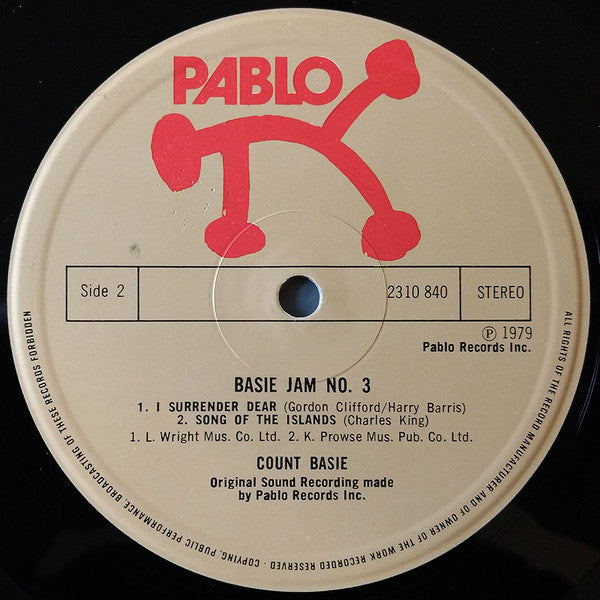 PABLO
Side 2
2310 840
STEREO
℗ 1979
Pablo Records Inc.
BASIE JAM NO. 3
1. I SURRENDER DEAR (Gordon Clifford/Harry Barris)
2. SONG OF THE ISLANDS (Charles King)
1. L. Wright Mus. Co. Ltd. 2. K. Prowse Mus. Pub. Co. Ltd.
COUNT BASIE
Original Sound Recording made
by Pablo Records Inc.
ALL RIGHTS OF THE RECORD MANUFACTURER AND OF OWNER OF THE WORK RECORDED RESERVED · COPYING, PUBLIC PERFORMANCE, BROADCASTING OF THESE RECORDS FORBIDDEN